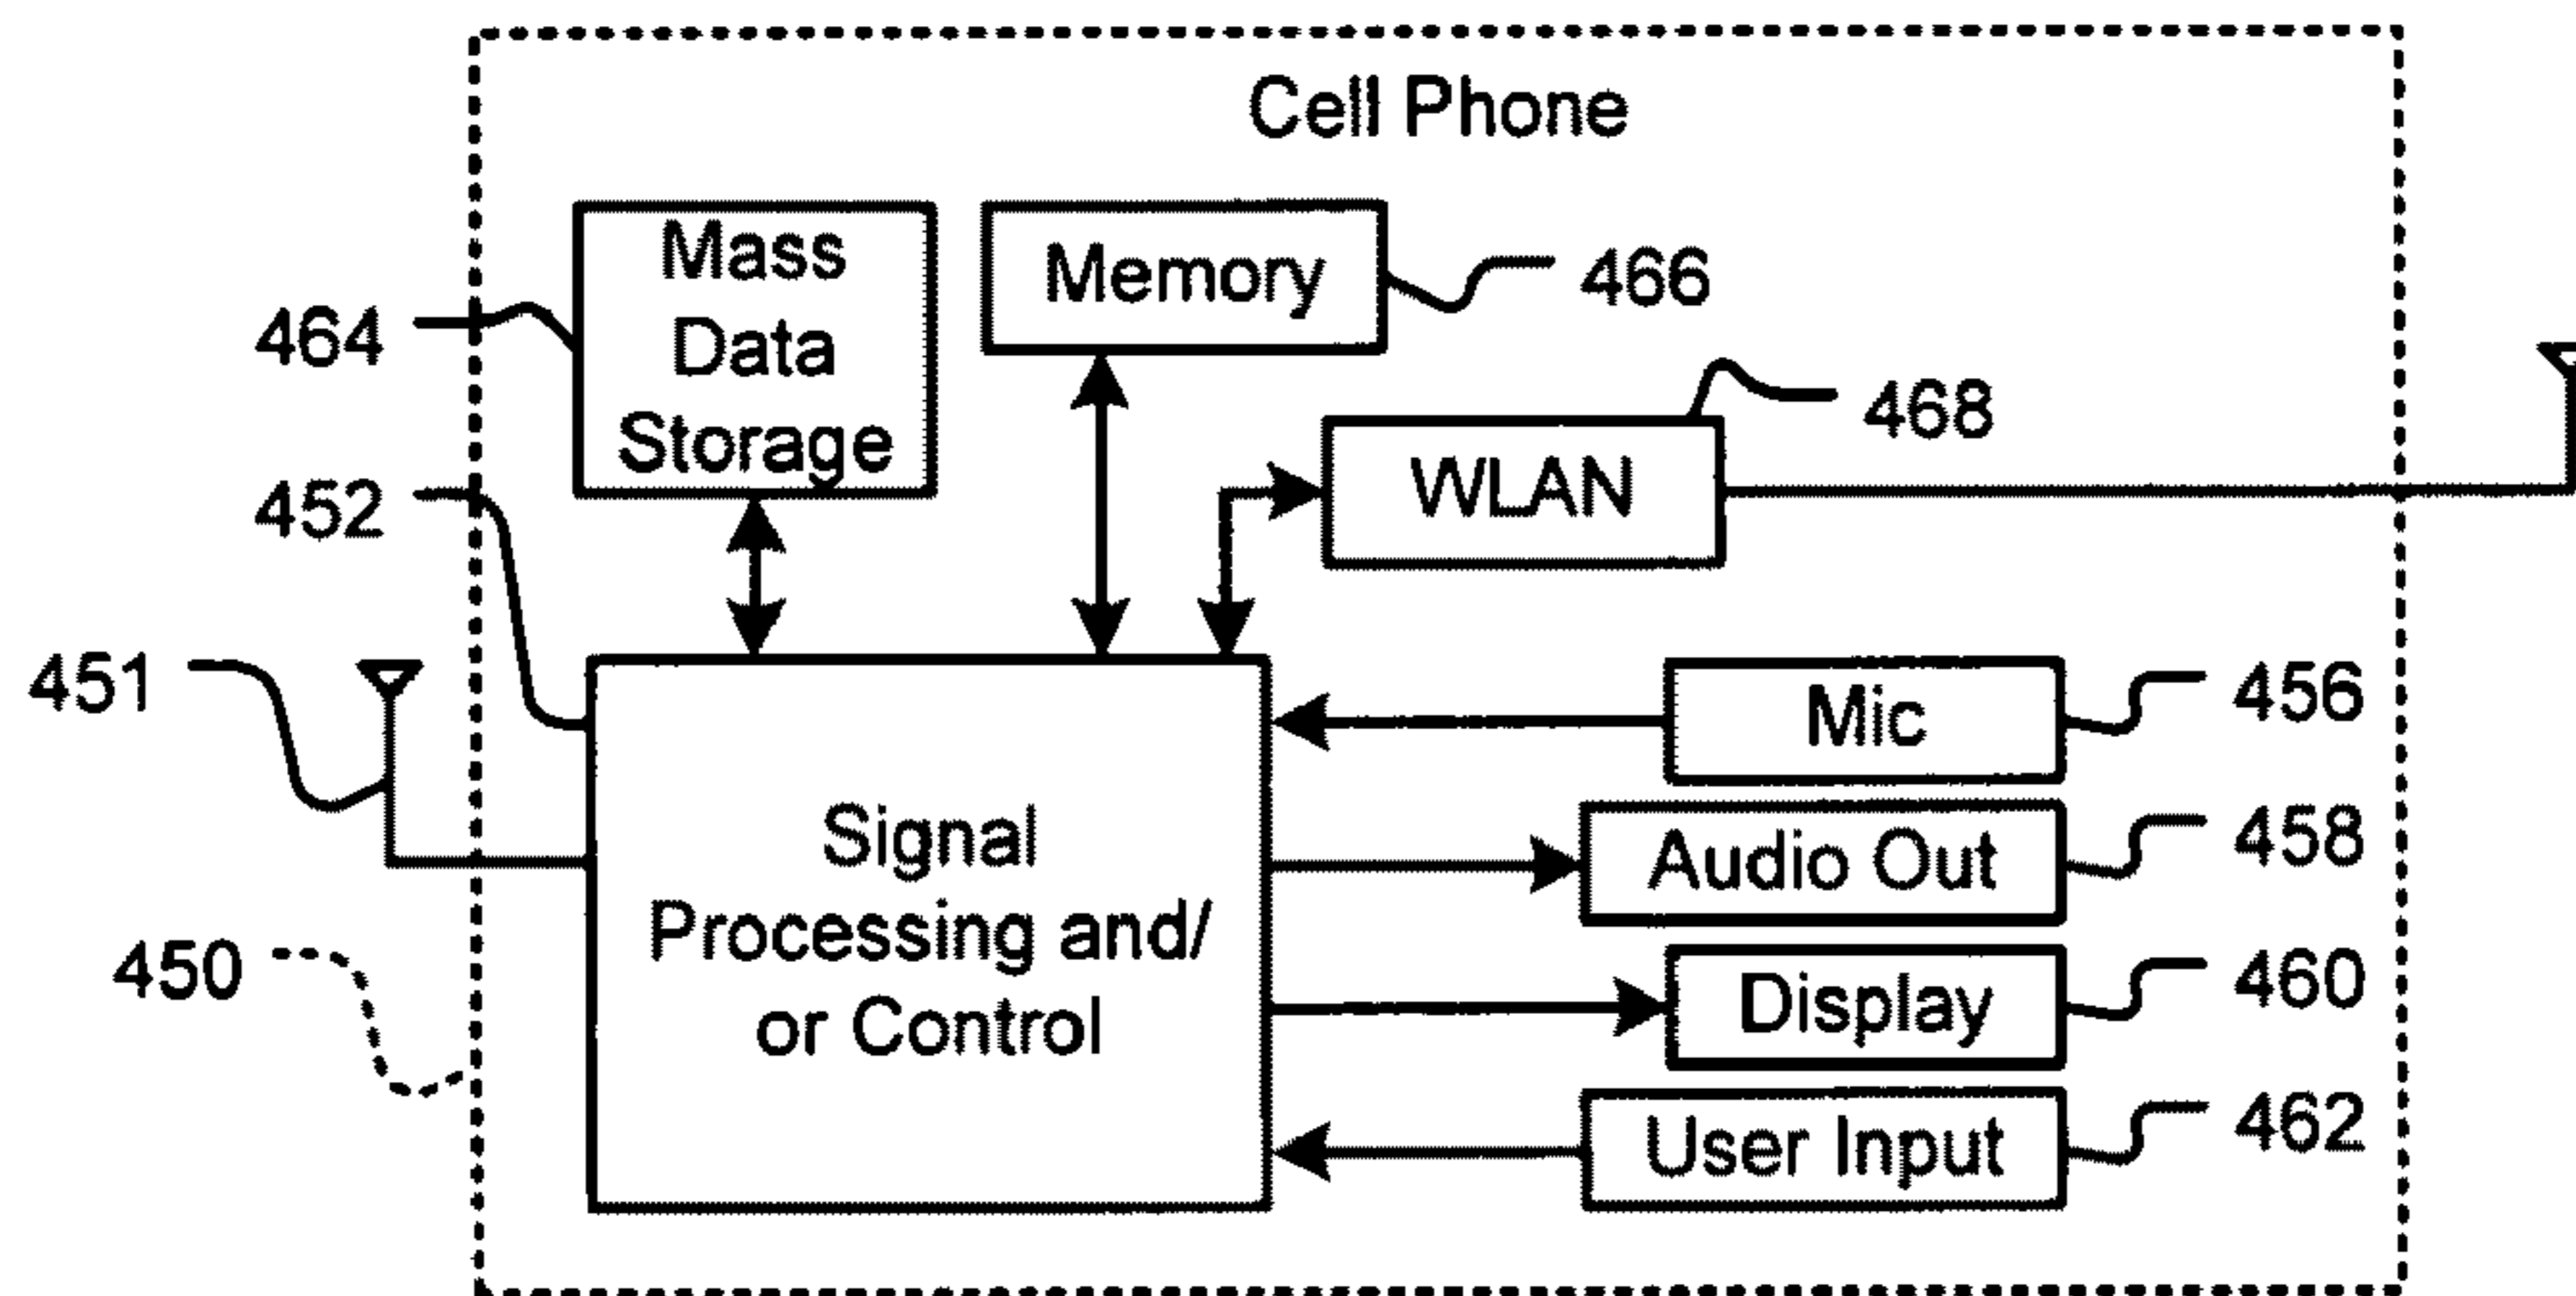 Cell Phone
Mass
Data
Storage
464
Memory
466
WLAN
468
452
451
450
Signal
Processing and/
or Control
Mic
456
Audio Out
458
Display
460
User Input
462